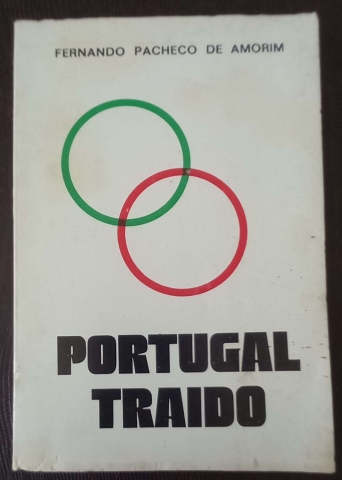 FERNANDO PACHECO DE AMORIM
PORTUGAL
TRAIDO